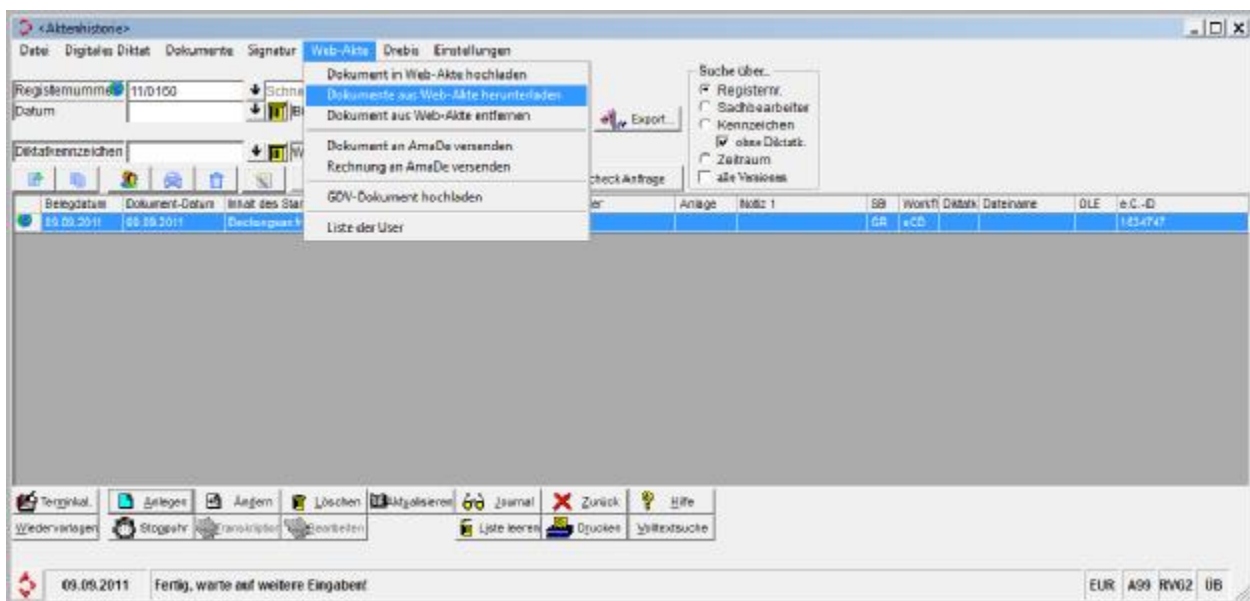 <Aktenhistorie>
Datei Digitales Diktat Dokumente Signatur Web-Akte Drebis Einstellungen
Dokument in Web-Akte hochladen
Dokumente aus Web-Akte herunterladen
Dokument aus Web-Akte entfernen
Dokument an AmaDe versenden
Rechnung an AmaDe versenden
GDV-Dokument hochladen
Liste der User
Registernummer 11/0150 Schne
Datum
Diktatkennzeichen
Export...
Suche über...
Registernr.
Sachbearbeiter
Kennzeichen
ohne Diktatk.
Zeitraum
alle Versionen
check Anfrage
Belegdatum Dokument-Datum Inhalt des Star er Anlage Notiz 1 SB Workfl Diktatk Dateiname OLE e.C.-ID
09.09.2011 09.09.2011 GR eCD 1634747
Terminkal. Anlegen Ändern Löschen Aktualisieren Journal Zurück Hilfe
Wiedervorlagen Stoppuhr Transkription Bearbeiten Liste leeren Drucken Volltextsuche
09.09.2011 Fertig, warte auf weitere Eingaben! EUR A99 RVG2 ÜB